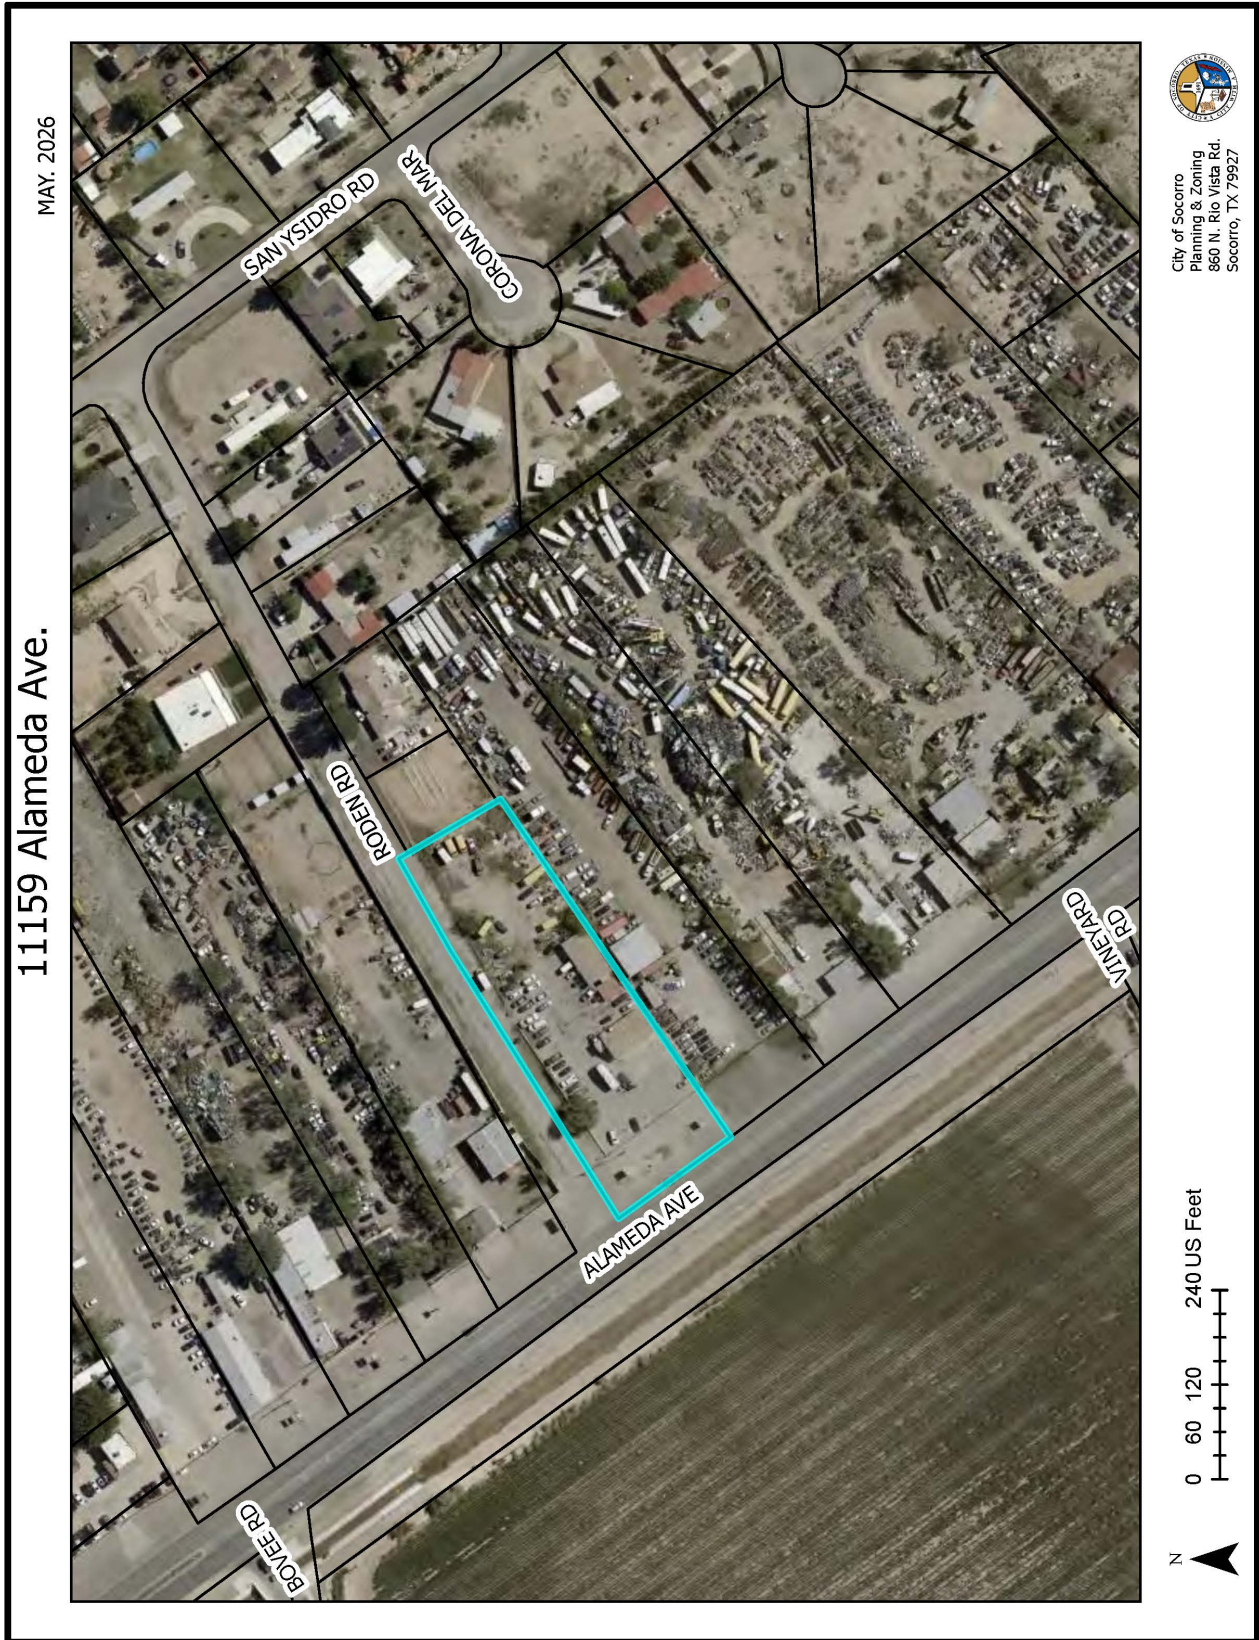 11159 Alameda Ave.
MAY. 2026
SAN YSIDRO RD
CORONA DEL MAR
RODEN RD
ALAMEDA AVE
BOVEE RD
VINEYARD
RD
N
0 60 120 240 US Feet
City of Socorro
Planning & Zoning
860 N. Rio Vista Rd.
Socorro, TX 79927